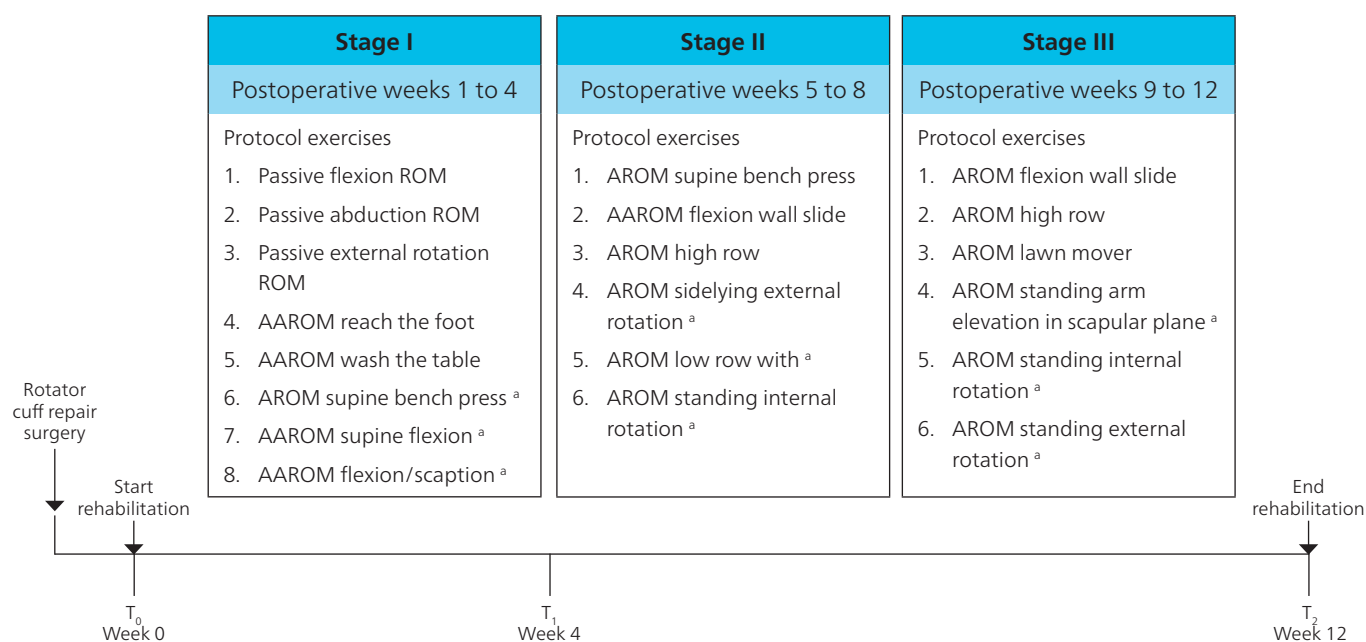 Stage I
Postoperative weeks 1 to 4
Protocol exercises
1. Passive flexion ROM
2. Passive abduction ROM
3. Passive external rotation
ROM
4. AAROM reach the foot
5. AAROM wash the table
6. AROM supine bench press a
7. AAROM supine flexion a
8. AAROM flexion/scaption a
Stage II
Postoperative weeks 5 to 8
Protocol exercises
1. AROM supine bench press
2. AAROM flexion wall slide
3. AROM high row
4. AROM sidelying external
rotation a
5. AROM low row with a
6. AROM standing internal
rotation a
Stage III
Postoperative weeks 9 to 12
Protocol exercises
1. AROM flexion wall slide
2. AROM high row
3. AROM lawn mover
4. AROM standing arm
elevation in scapular plane a
5. AROM standing internal
rotation a
6. AROM standing external
rotation a
Rotator
cuff repair
surgery
Start
rehabilitation
End
rehabilitation
T0
Week 0
T1
Week 4
T2
Week 12